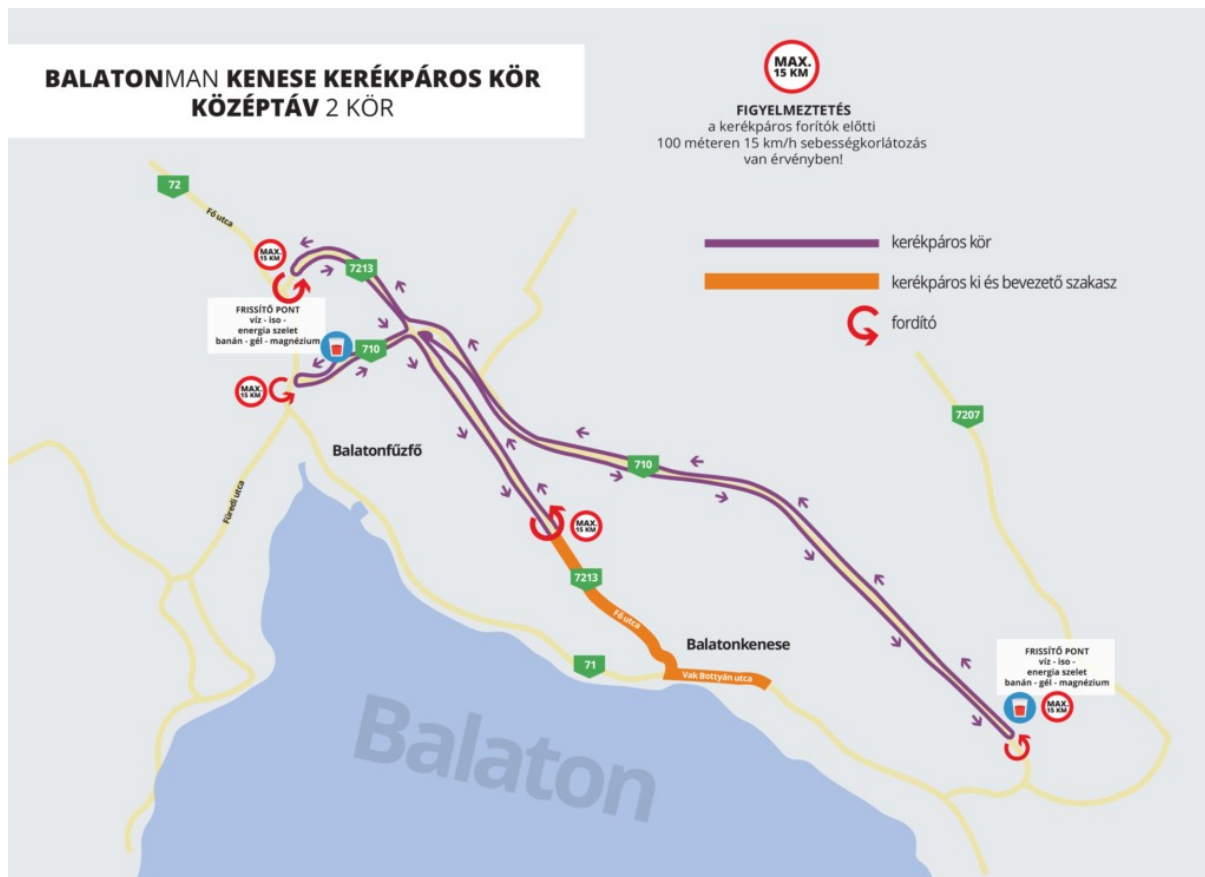 BALATONMAN KENESE KERÉKPÁROS KÖR
KÖZÉPTÁV 2 KÖR
MAX.
15 KM
FIGYELMEZTETÉS
a kerékpáros forítók előtti
100 méteren 15 km/h sebességkorlátozás
van érvényben!
kerékpáros kör
kerékpáros ki és bevezető szakasz
fordító
72
Fő utca
MAX.
15 KM
7213
FRISSÍTŐ PONT
víz - iso -
energia szelet
banán - gél - magnézium
710
MAX.
15 KM
7207
Balatonfűzfő
710
Füredi utca
MAX.
15 KM
7213
Fő utca
Balatonkenese
71
Vak Bottyán utca
FRISSÍTŐ PONT
víz - iso -
energia szelet
banán - gél - magnézium
MAX.
15 KM
Balaton